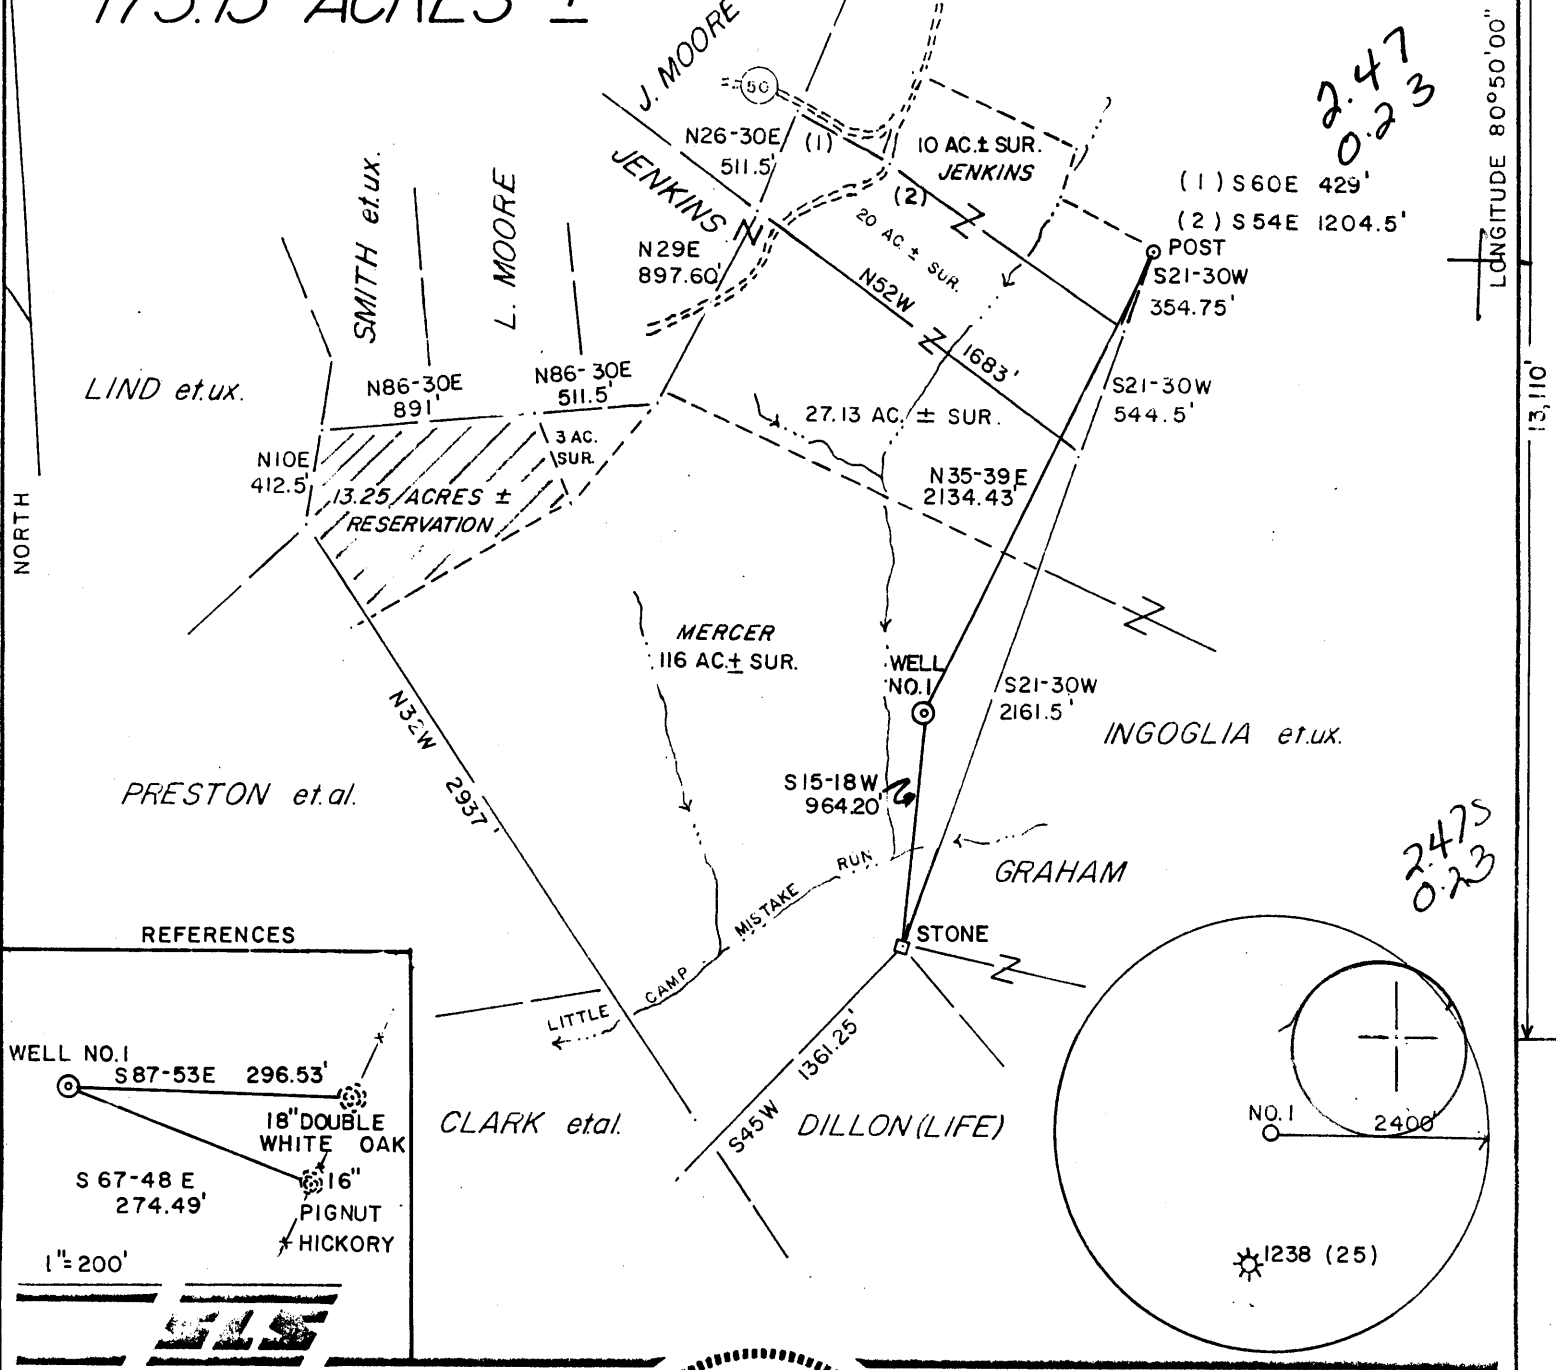 175.15 ACRES ±
J. MOORE
50
N26-30E
511.5'
(1)
10 AC.± SUR.
JENKINS
2.47
0.23
LONGITUDE 80°50'00"
(1) S60E 429'
(2) S54E 1204.5'
JENKINS
(2)
20 AC. ± SUR.
POST
S21-30W
354.75'
SMITH et.ux.
L. MOORE
N29E
897.60'
N52W
1683'
13,110'
LIND et.ux.
N86-30E
891'
N86-30E
511.5'
S21-30W
544.5'
27.13 AC. ± SUR.
3 AC.
SUR.
N10E
412.5'
13.25 ACRES ±
RESERVATION
N35-39E
2134.43'
NORTH
MERCER
116 AC.± SUR.
WELL
NO.1
S21-30W
2161.5'
INGOGLIA et.ux.
N32W
2937'
PRESTON et.al.
S15-18W
964.20'
2.475
0.23
GRAHAM
LITTLE CAMP MISTAKE RUN
STONE
REFERENCES
WELL NO.1
S87-53E 296.53'
18" DOUBLE
WHITE OAK
S 67-48 E
274.49'
16"
PIGNUT
HICKORY
1"=200'
SLS
CLARK et.al.
S45W
1361.25'
DILLON (LIFE)
NO.1
2400'
1238 (25)